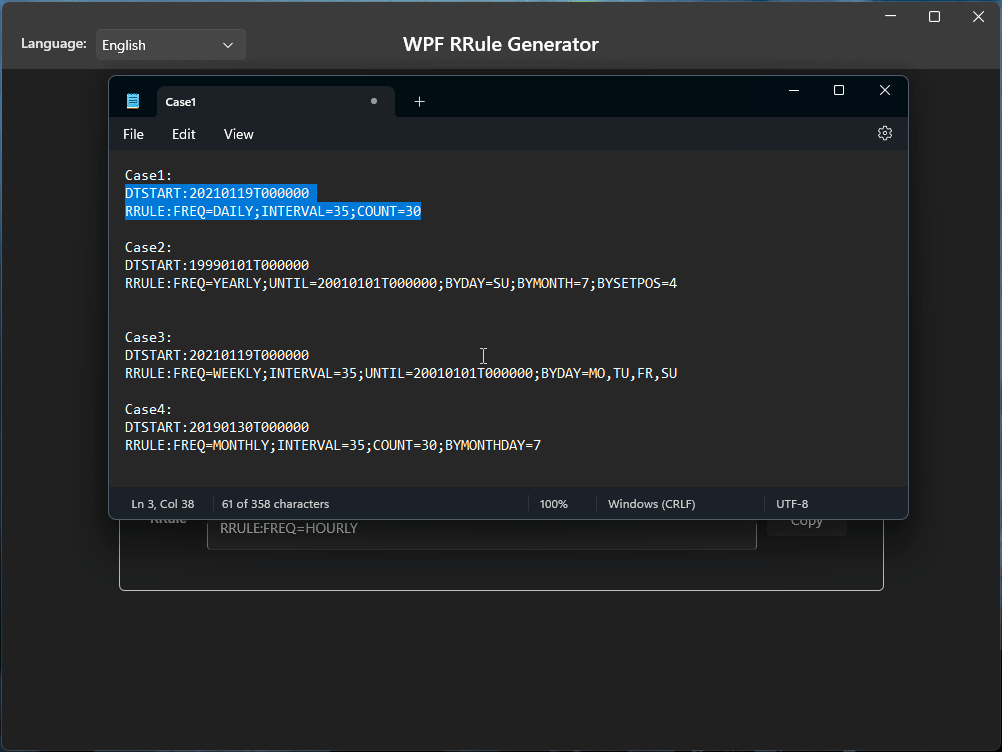 Language:
English
WPF RRule Generator
Case1
File
Edit
View
Case1:
DTSTART:20210119T000000
RRULE:FREQ=DAILY;INTERVAL=35;COUNT=30
Case2:
DTSTART:19990101T000000
RRULE:FREQ=YEARLY;UNTIL=20010101T000000;BYDAY=SU;BYMONTH=7;BYSETPOS=4
Case3:
DTSTART:20210119T000000
RRULE:FREQ=WEEKLY;INTERVAL=35;UNTIL=20010101T000000;BYDAY=MO,TU,FR,SU
Case4:
DTSTART:20190130T000000
RRULE:FREQ=MONTHLY;INTERVAL=35;COUNT=30;BYMONTHDAY=7
Ln 3, Col 38
61 of 358 characters
100%
Windows (CRLF)
UTF-8
RRule
RRULE:FREQ=HOURLY
Copy